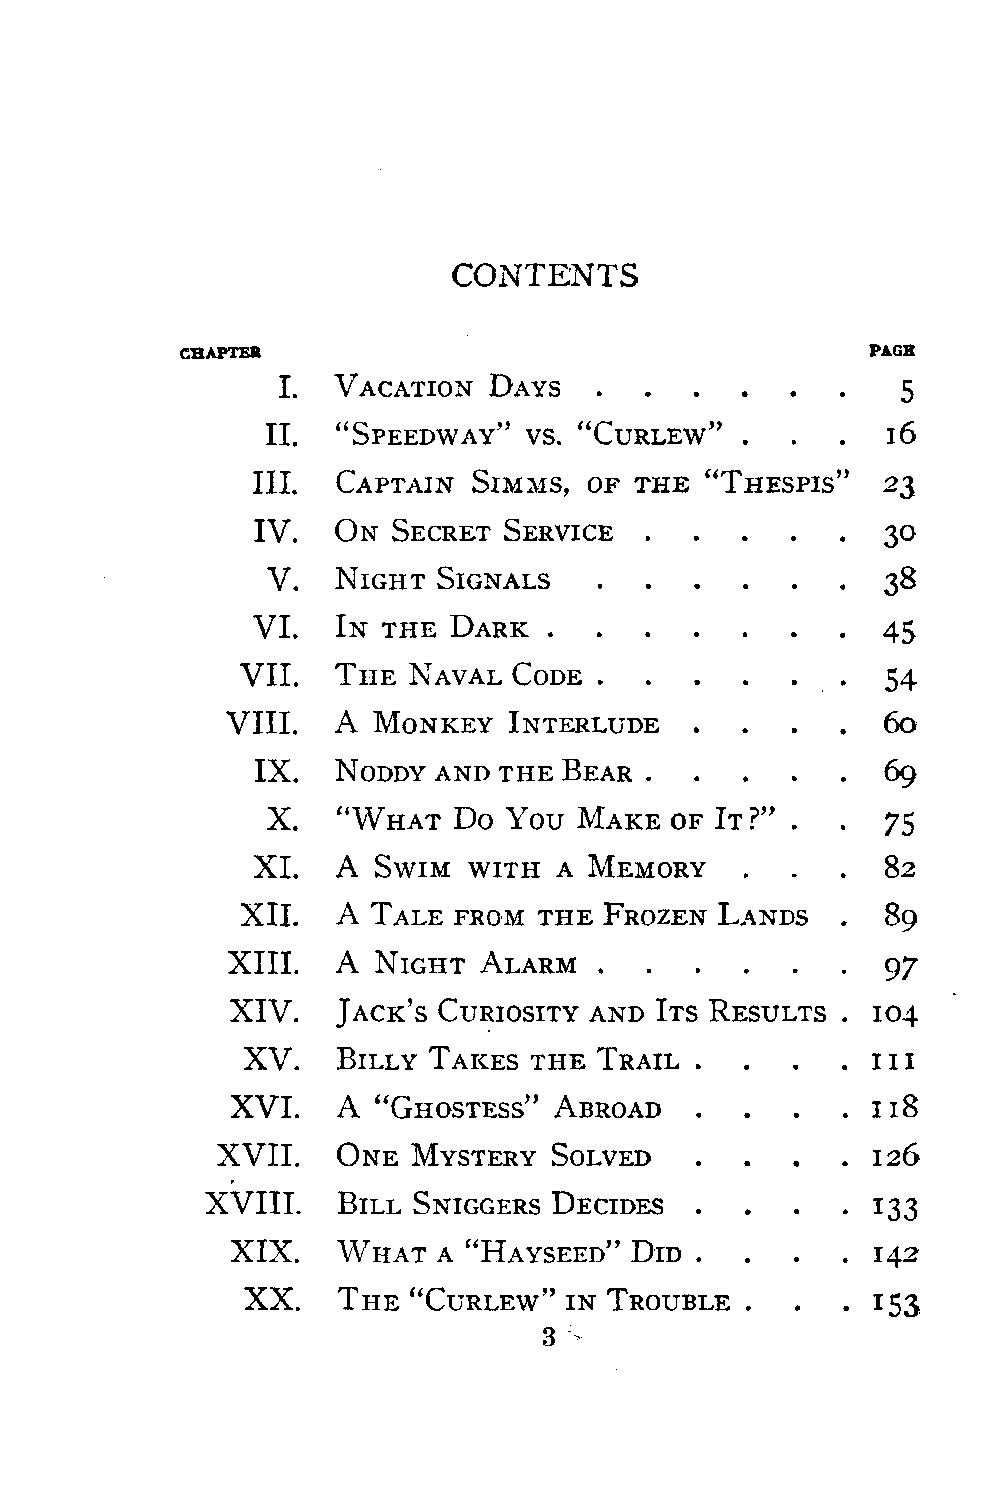 CONTENTS
CHAPTER PAGE
I. VACATION DAYS . . . . . . 5
II. "SPEEDWAY" VS. "CURLEW" . . . 16
III. CAPTAIN SIMMS, OF THE "THESPIS" 23
IV. ON SECRET SERVICE . . . . . 30
V. NIGHT SIGNALS . . . . . . 38
VI. IN THE DARK . . . . . . . 45
VII. THE NAVAL CODE . . . . . . 54
VIII. A MONKEY INTERLUDE . . . . 60
IX. NODDY AND THE BEAR . . . . . 69
X. "WHAT DO YOU MAKE OF IT?" . . 75
XI. A SWIM WITH A MEMORY . . . 82
XII. A TALE FROM THE FROZEN LANDS . 89
XIII. A NIGHT ALARM . . . . . . 97
XIV. JACK'S CURIOSITY AND ITS RESULTS . 104
XV. BILLY TAKES THE TRAIL . . . . 111
XVI. A "GHOSTESS" ABROAD . . . . 118
XVII. ONE MYSTERY SOLVED . . . . 126
XVIII. BILL SNIGGERS DECIDES . . . . 133
XIX. WHAT A "HAYSEED" DID . . . . 142
XX. THE "CURLEW" IN TROUBLE . . . 153
3